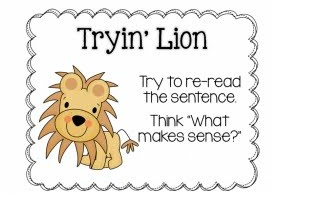 Tryin' Lion
Try to re-read
the sentence.
Think "What
makes sense?"